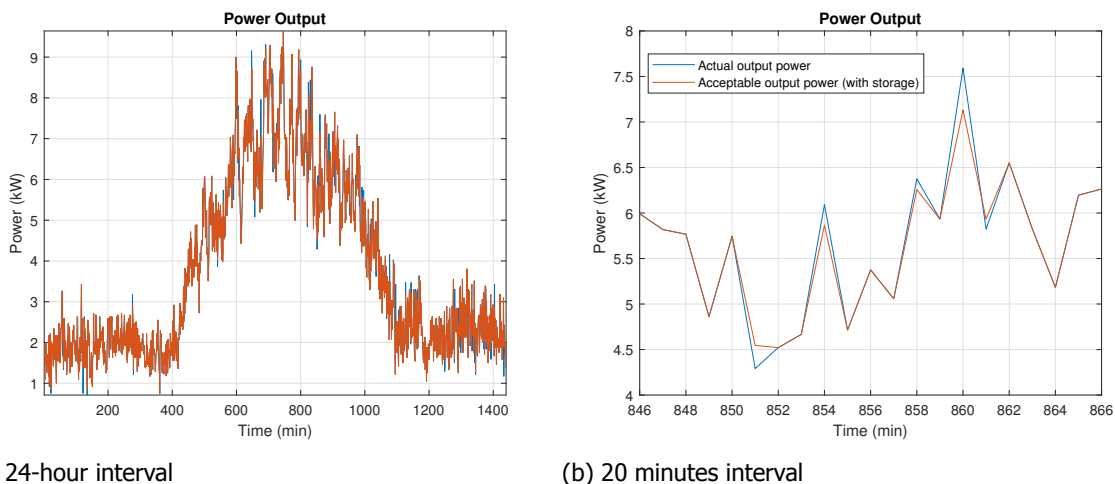 Power Output
Power (kW)
9
8
7
6
5
4
3
2
1
200 400 600 800 1000 1200 1400
Time (min)
24-hour interval
Power Output
Actual output power
Acceptable output power (with storage)
Power (kW)
8
7.5
7
6.5
6
5.5
5
4.5
4
846 848 850 852 854 856 858 860 862 864 866
Time (min)
(b) 20 minutes interval